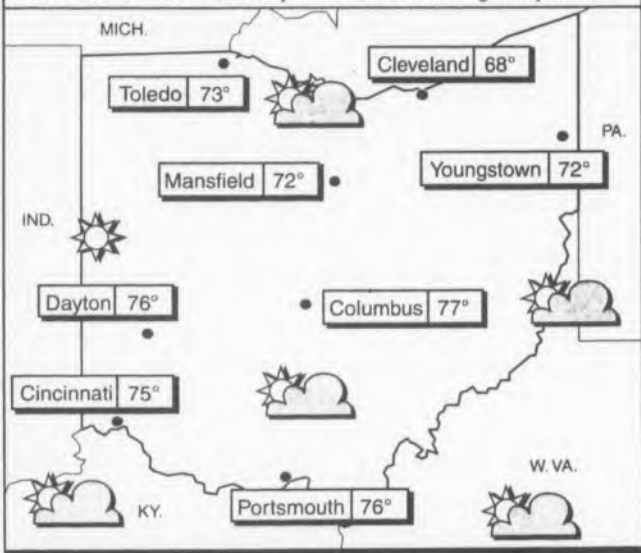 MICH.
Cleveland 68°
Toledo 73°
PA.
Mansfield 72°
Youngstown 72°
IND.
Dayton 76°
Columbus 77°
Cincinnati 75°
W. VA.
KY.
Portsmouth 76°